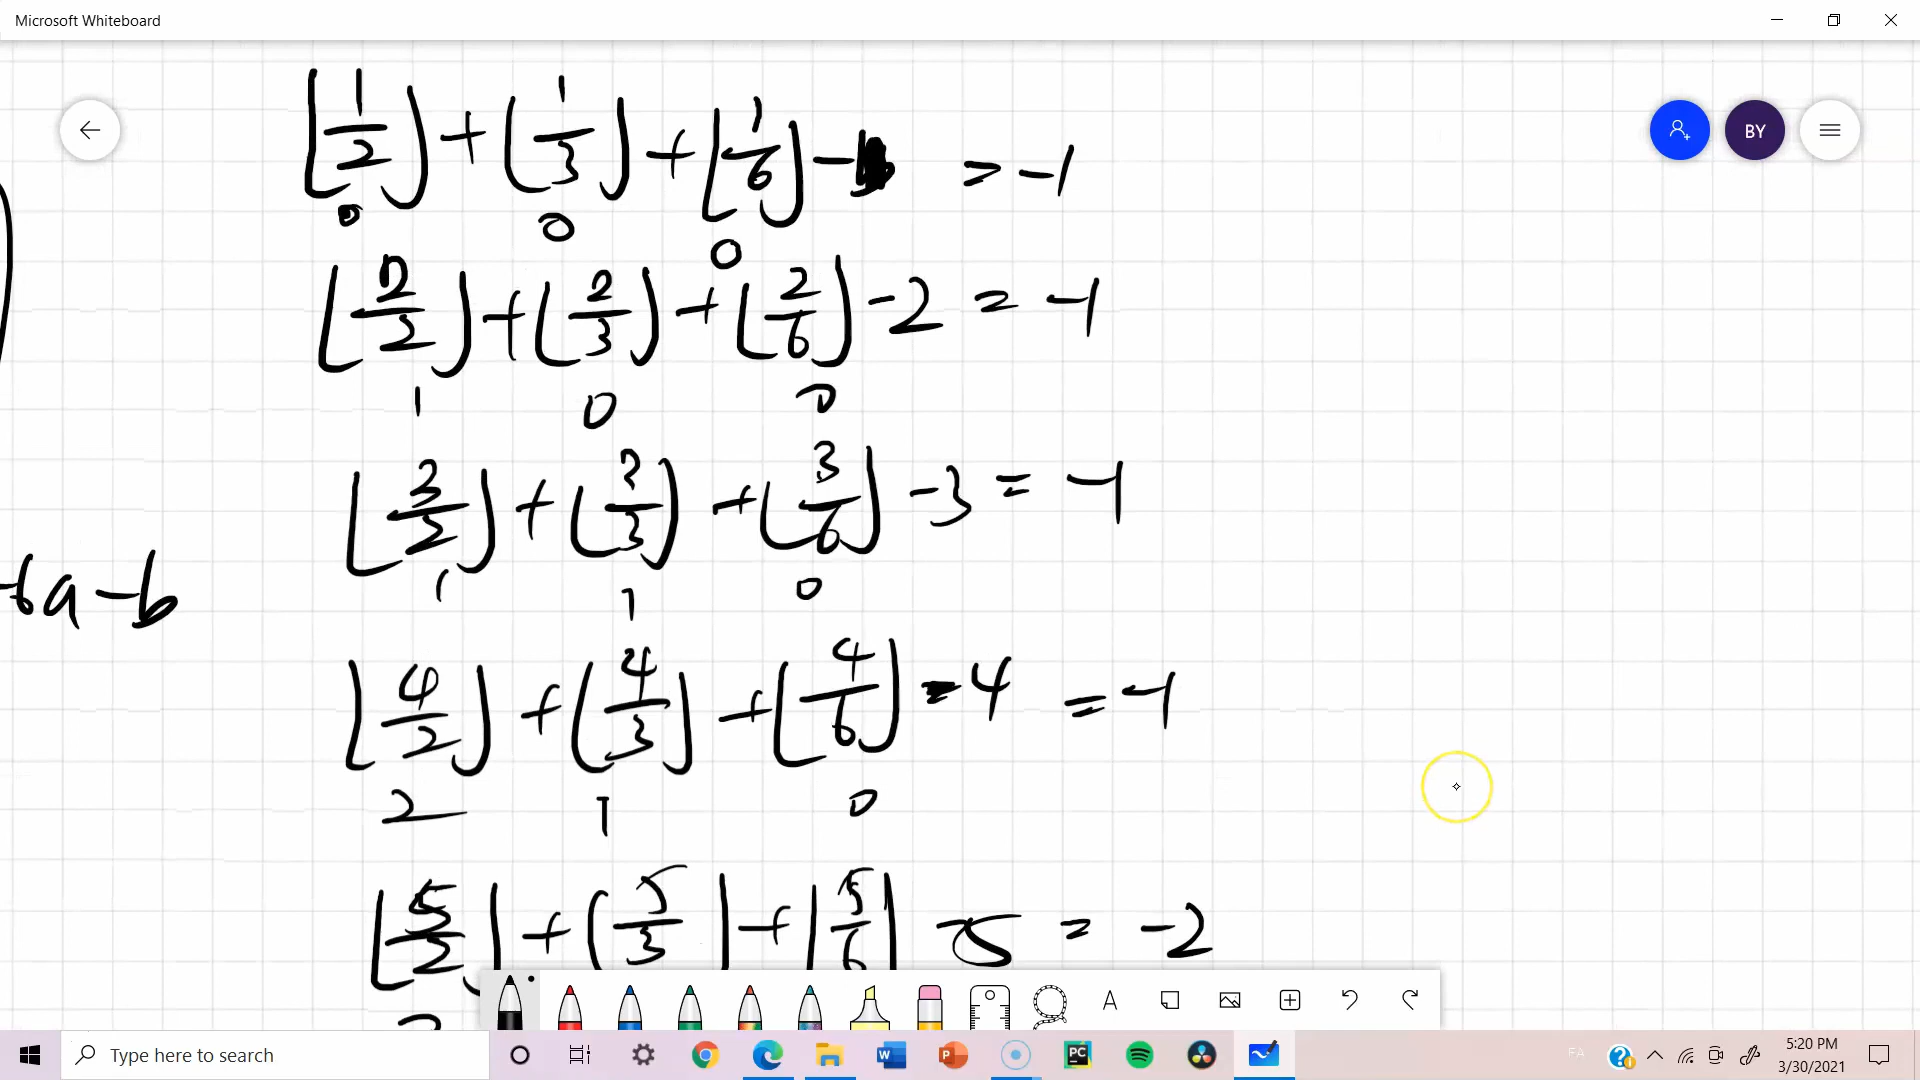 Microsoft Whiteboard
BY
⌊1/2⌋ + ⌊1/3⌋ + ⌊1/6⌋ - = -1
0 0 0
⌊2/2⌋ + ⌊2/3⌋ + ⌊2/6⌋ - 2 = -1
1 0 0
⌊3/2⌋ + ⌊3/3⌋ + ⌊3/6⌋ - 3 = -1
1 1 0
-6a-b
⌊4/2⌋ + ⌊4/3⌋ + ⌊4/6⌋ - 4 = -1
2 1 0
⌊5/2⌋ + ⌊5/3⌋ + ⌊5/6⌋ - 5 = -2
Type here to search
FA
5:20 PM
3/30/2021